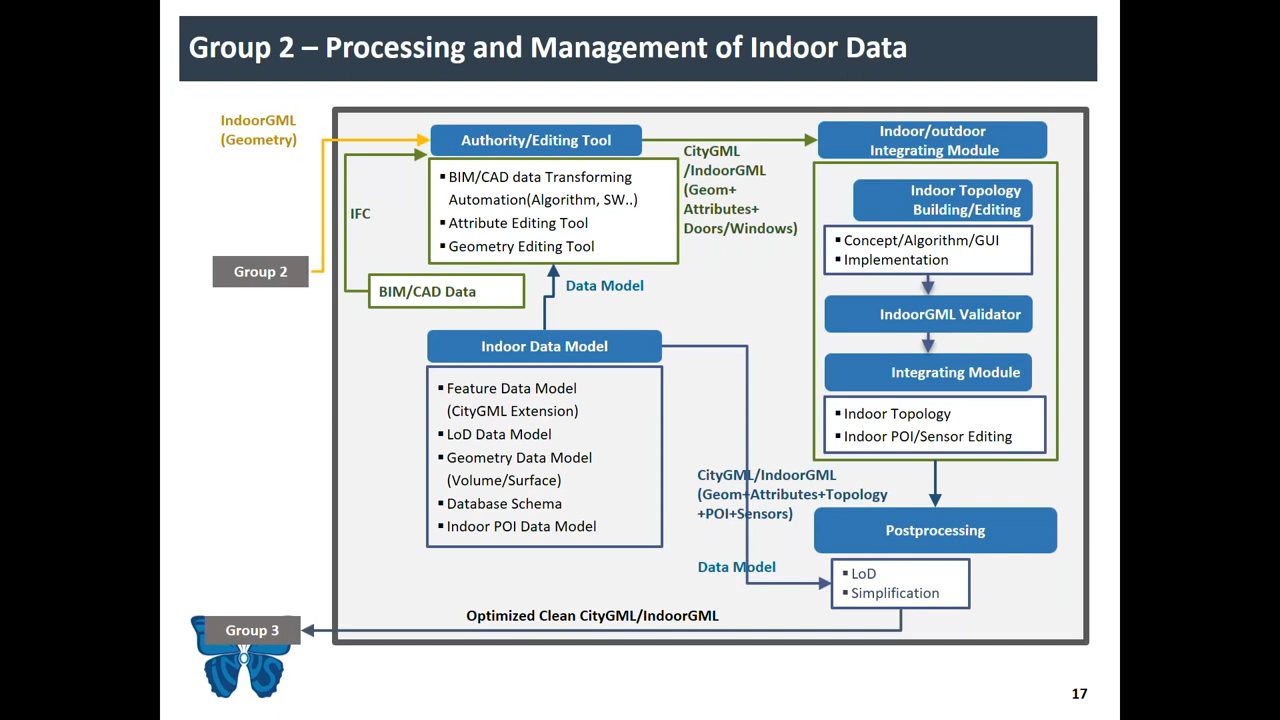 Group 2 – Processing and Management of Indoor Data
IndoorGML
(Geometry)
Authority/Editing Tool
▪ BIM/CAD data Transforming
Automation(Algorithm, SW..)
▪ Attribute Editing Tool
▪ Geometry Editing Tool
IFC
Group 2
BIM/CAD Data
Data Model
CityGML
/IndoorGML
(Geom+
Attributes+
Doors/Windows)
Indoor/outdoor
Integrating Module
Indoor Topology
Building/Editing
▪ Concept/Algorithm/GUI
▪ Implementation
IndoorGML Validator
Integrating Module
▪ Indoor Topology
▪ Indoor POI/Sensor Editing
Indoor Data Model
▪ Feature Data Model
(CityGML Extension)
▪ LoD Data Model
▪ Geometry Data Model
(Volume/Surface)
▪ Database Schema
▪ Indoor POI Data Model
CityGML/IndoorGML
(Geom+Attributes+Topology
+POI+Sensors)
Postprocessing
Data Model
▪ LoD
▪ Simplification
Optimized Clean CityGML/IndoorGML
Group 3
17